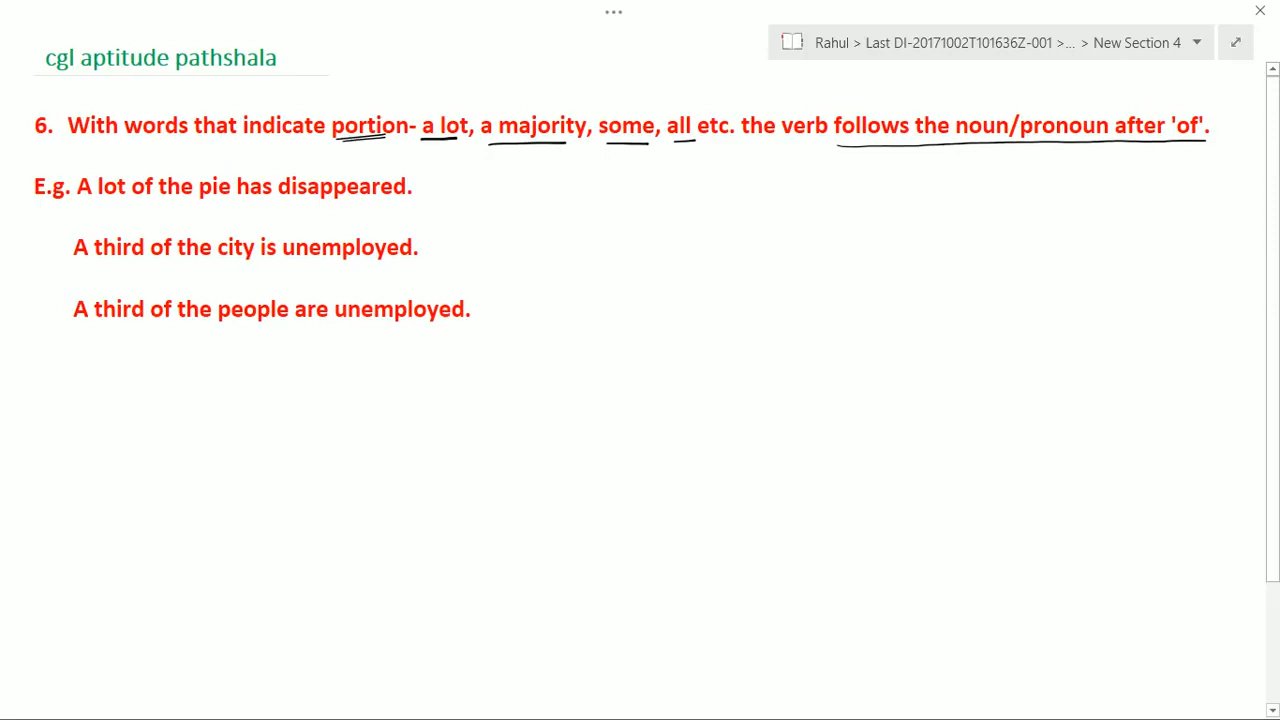 Rahul > Last DI-20171002T101636Z-001 >... > New Section 4
cgl aptitude pathshala
6. With words that indicate portion- a lot, a majority, some, all etc. the verb follows the noun/pronoun after 'of'.
E.g. A lot of the pie has disappeared.
A third of the city is unemployed.
A third of the people are unemployed.